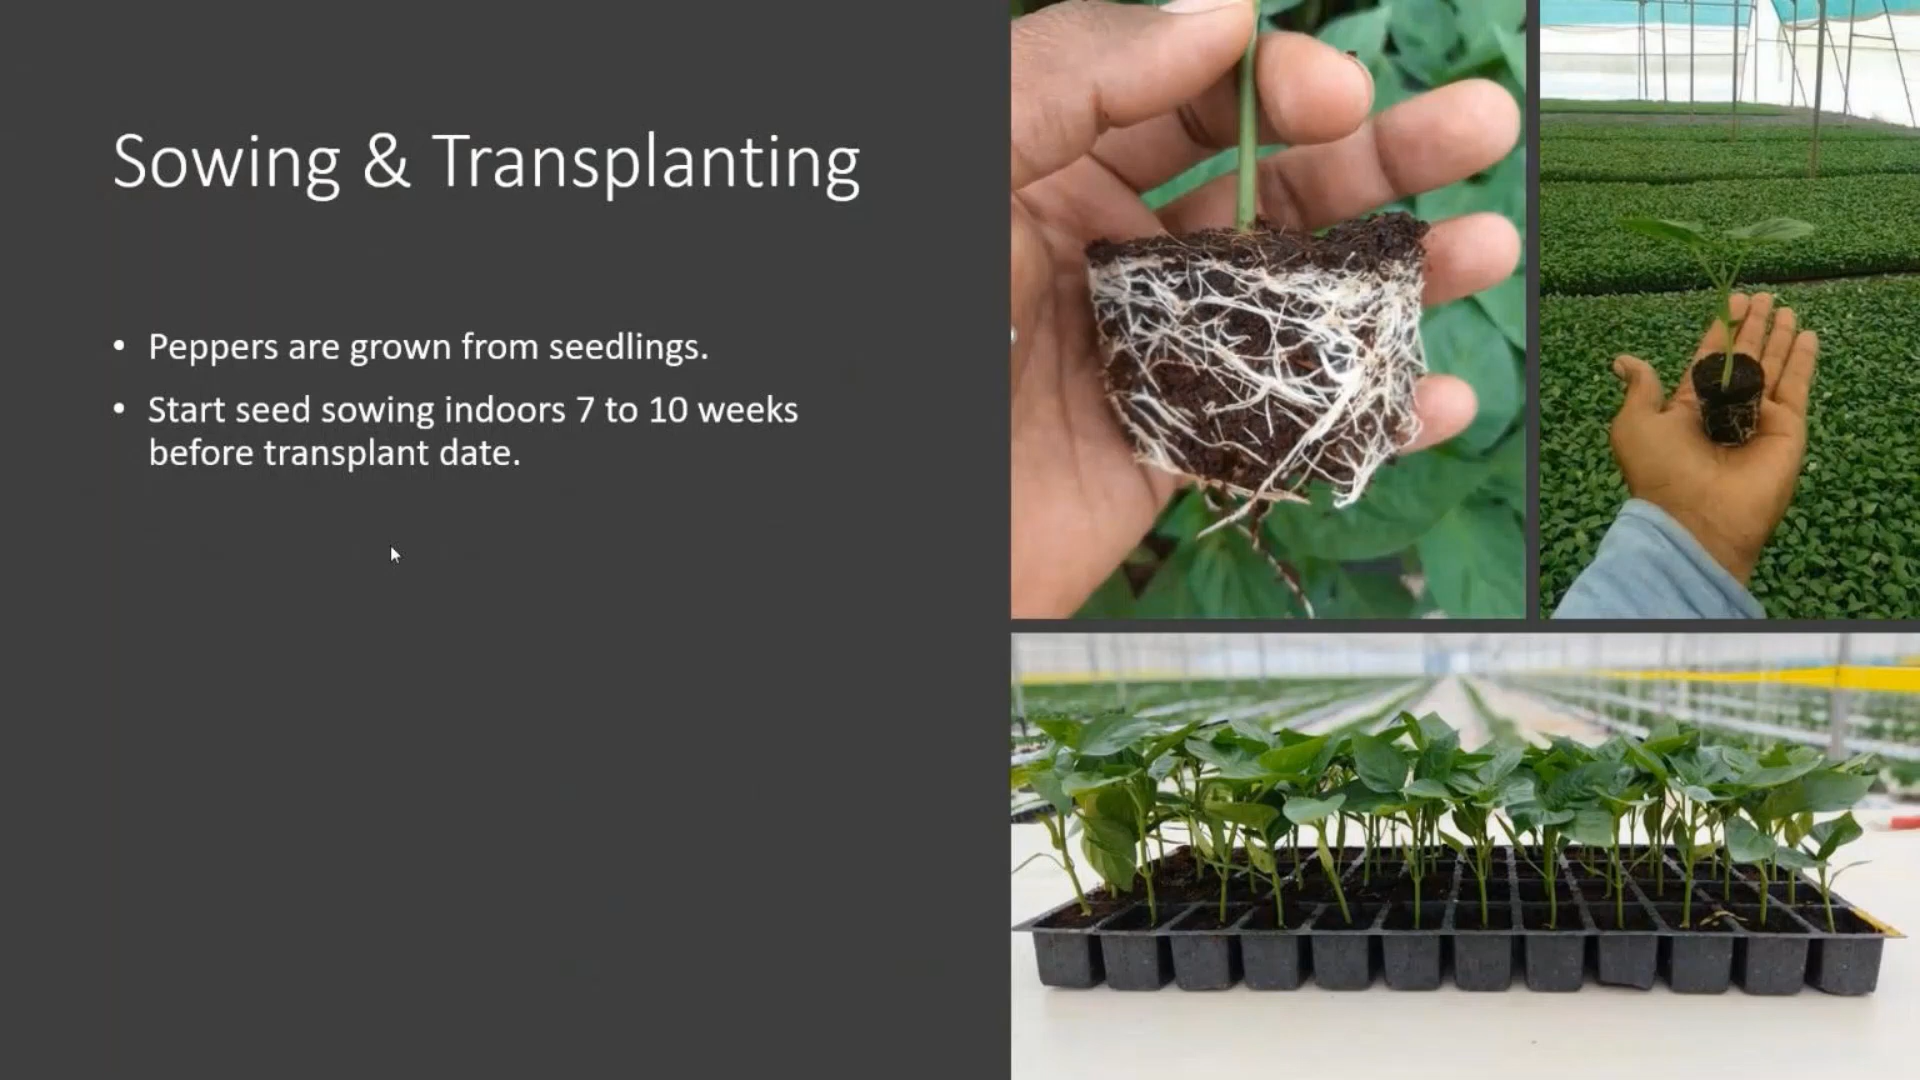 Sowing & Transplanting
• Peppers are grown from seedlings.
• Start seed sowing indoors 7 to 10 weeks
before transplant date.